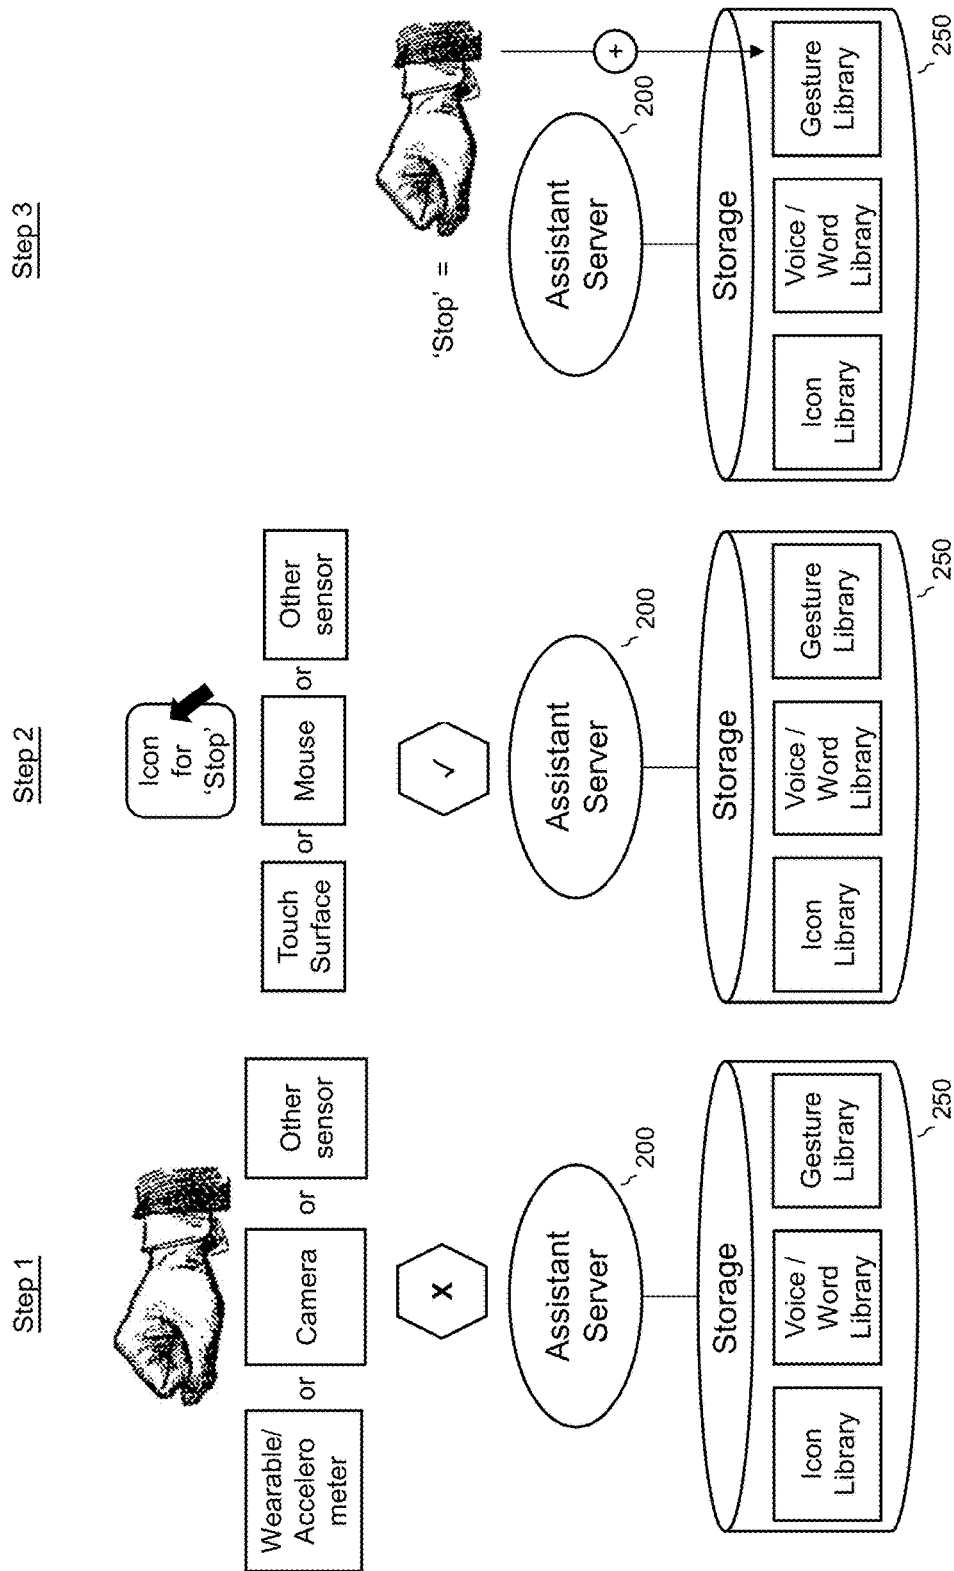 Step 1
Wearable/
Accelero
meter
or
Camera
or
Other
sensor
X
Assistant
Server
200
Storage
Icon
Library
Voice /
Word
Library
Gesture
Library
250
Step 2
Icon
for
‘Stop’
Touch
Surface
or
Mouse
or
Other
sensor
√
Assistant
Server
200
Storage
Icon
Library
Voice /
Word
Library
Gesture
Library
250
Step 3
‘Stop’ =
+
Assistant
Server
200
Storage
Icon
Library
Voice /
Word
Library
Gesture
Library
250